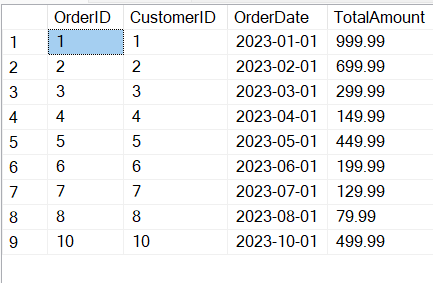 OrderID CustomerID OrderDate TotalAmount
1 1 1 2023-01-01 999.99
2 2 2 2023-02-01 699.99
3 3 3 2023-03-01 299.99
4 4 4 2023-04-01 149.99
5 5 5 2023-05-01 449.99
6 6 6 2023-06-01 199.99
7 7 7 2023-07-01 129.99
8 8 8 2023-08-01 79.99
9 10 10 2023-10-01 499.99